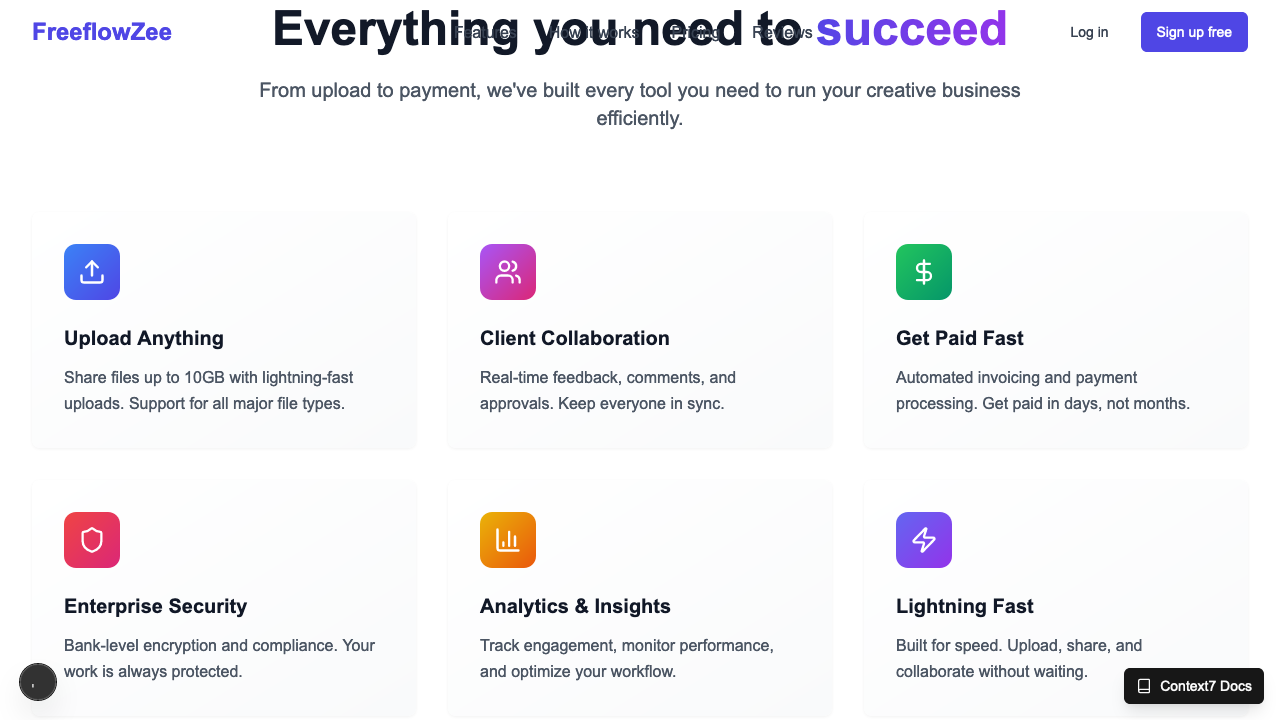 FreeflowZee
Features
How it works
Pricing
Reviews
Log in
Sign up free
Everything you need to succeed
From upload to payment, we've built every tool you need to run your creative business
efficiently.
Upload Anything
Share files up to 10GB with lightning-fast
uploads. Support for all major file types.
Client Collaboration
Real-time feedback, comments, and
approvals. Keep everyone in sync.
Get Paid Fast
Automated invoicing and payment
processing. Get paid in days, not months.
Enterprise Security
Bank-level encryption and compliance. Your
work is always protected.
Analytics & Insights
Track engagement, monitor performance,
and optimize your workflow.
Lightning Fast
Built for speed. Upload, share, and
collaborate without waiting.
Context7 Docs